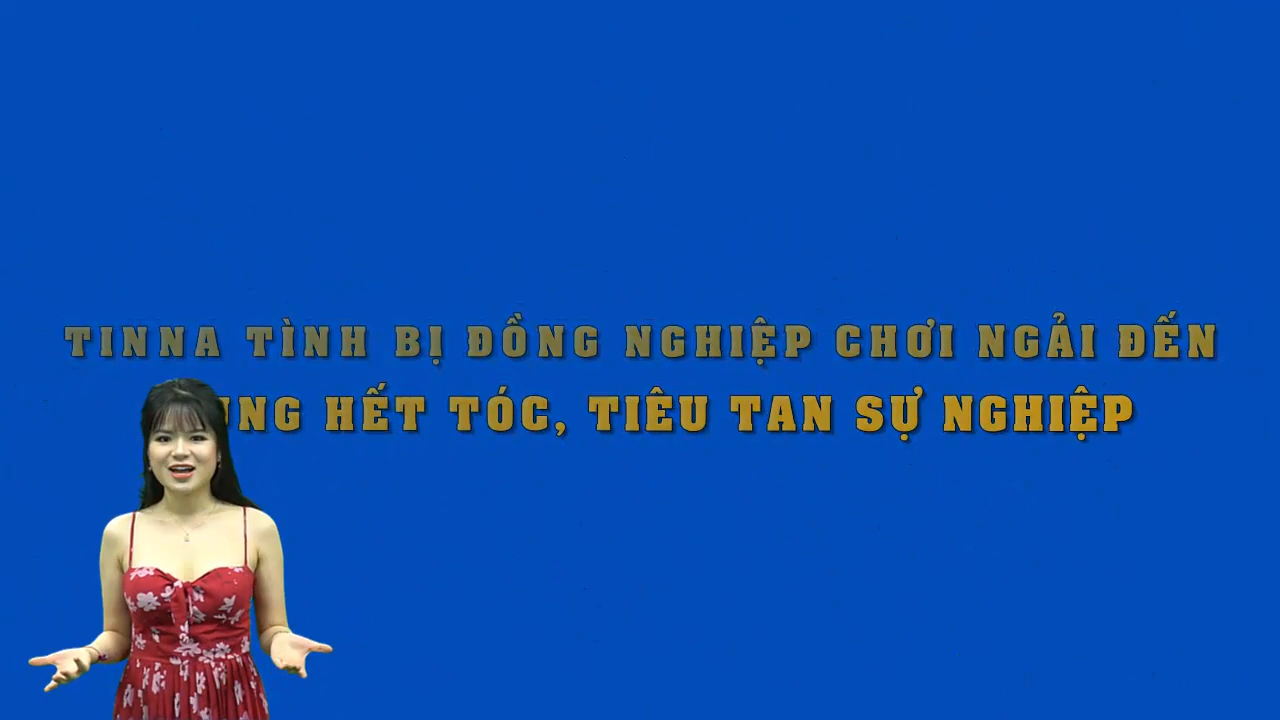 TINNA TÌNH BỊ ĐỒNG NGHIỆP CHƠI NGẢI ĐẾN
HẾT TÓC, TIÊU TAN SỰ NGHIỆP